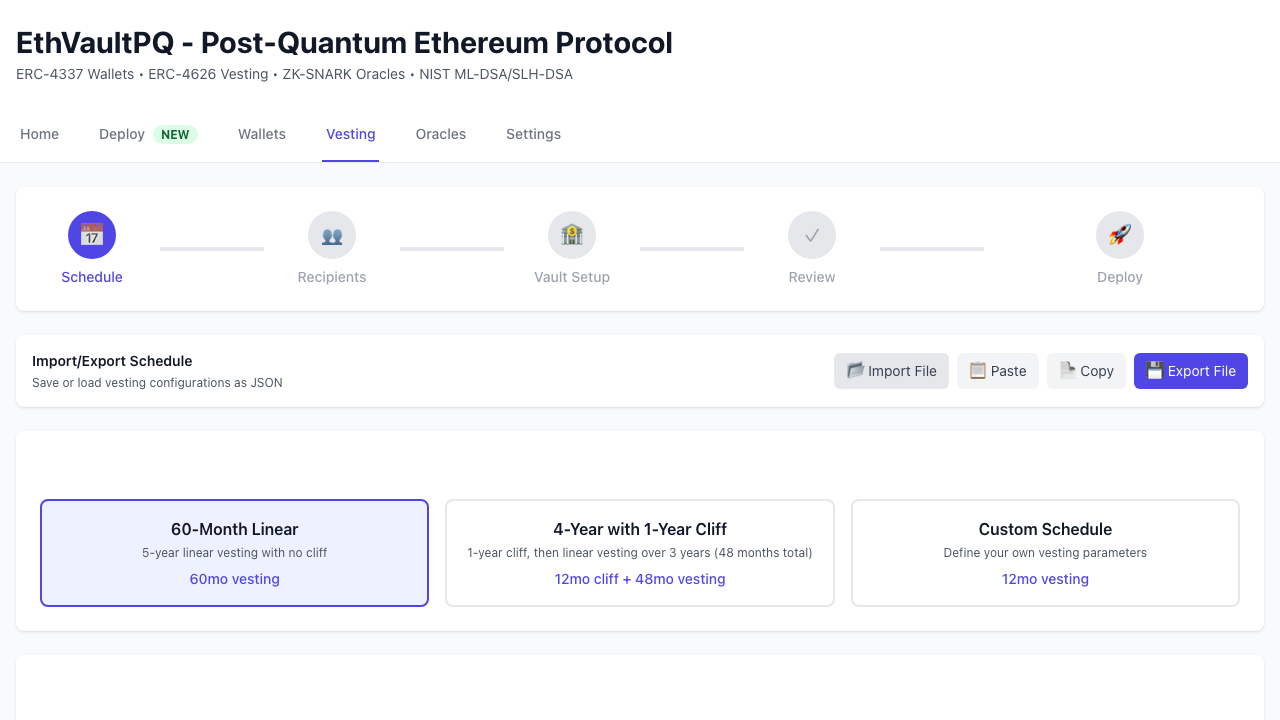 EthVaultPQ - Post-Quantum Ethereum Protocol
ERC-4337 Wallets • ERC-4626 Vesting • ZK-SNARK Oracles • NIST ML-DSA/SLH-DSA
Home Deploy NEW Wallets Vesting Oracles Settings
17
Schedule Recipients Vault Setup Review Deploy
Import/Export Schedule
Save or load vesting configurations as JSON
Import File Paste Copy Export File
60-Month Linear
5-year linear vesting with no cliff
60mo vesting
4-Year with 1-Year Cliff
1-year cliff, then linear vesting over 3 years (48 months total)
12mo cliff + 48mo vesting
Custom Schedule
Define your own vesting parameters
12mo vesting